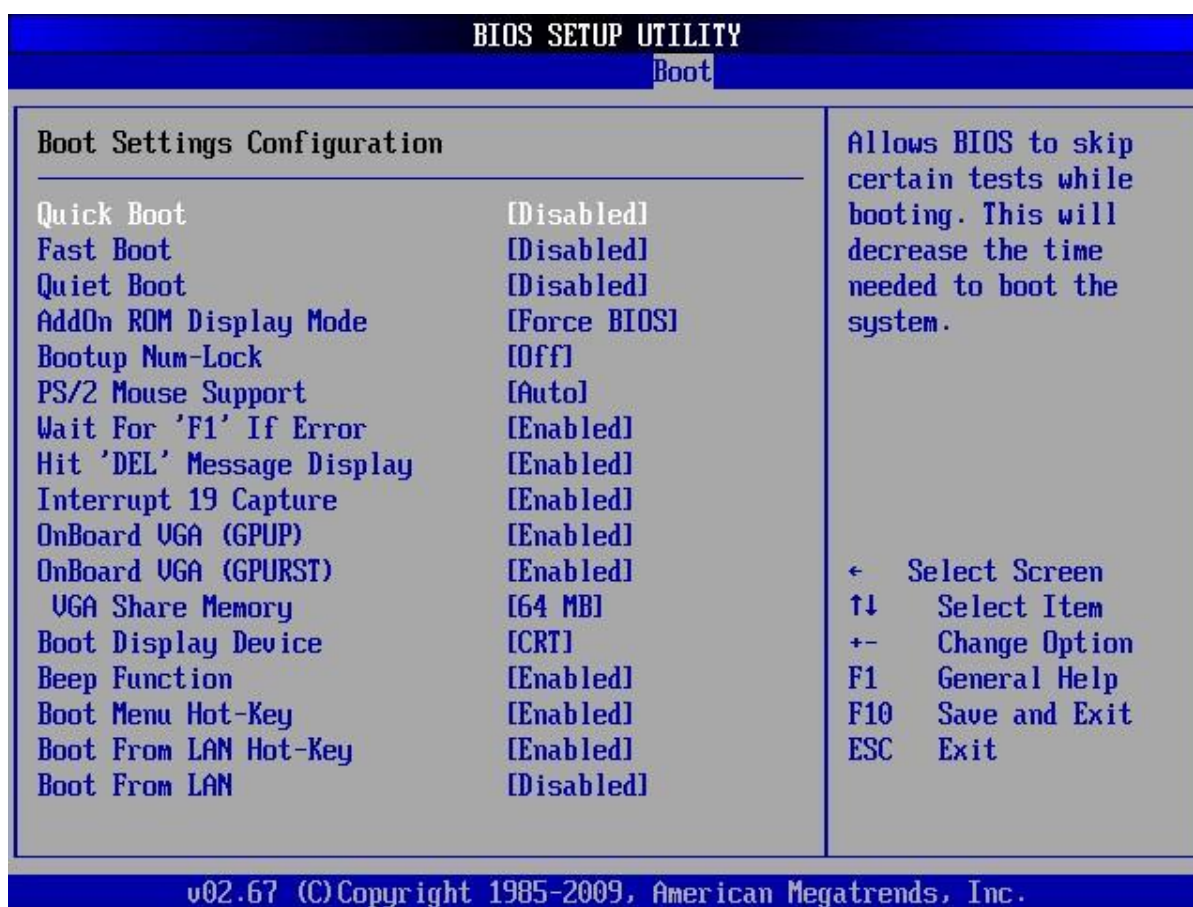 BIOS SETUP UTILITY
Boot
Boot Settings Configuration
Quick Boot [Disabled]
Fast Boot [Disabled]
Quiet Boot [Disabled]
AddOn ROM Display Mode [Force BIOS]
Bootup Num-Lock [Off]
PS/2 Mouse Support [Auto]
Wait For 'F1' If Error [Enabled]
Hit 'DEL' Message Display [Enabled]
Interrupt 19 Capture [Enabled]
OnBoard VGA (GPUP) [Enabled]
OnBoard VGA (GPURST) [Enabled]
VGA Share Memory [64 MB]
Boot Display Device [CRT]
Beep Function [Enabled]
Boot Menu Hot-Key [Enabled]
Boot From LAN Hot-Key [Enabled]
Boot From LAN [Disabled]
Allows BIOS to skip
certain tests while
booting. This will
decrease the time
needed to boot the
system.
← Select Screen
↑↓ Select Item
+- Change Option
F1 General Help
F10 Save and Exit
ESC Exit
v02.67 (C)Copyright 1985-2009, American Megatrends, Inc.